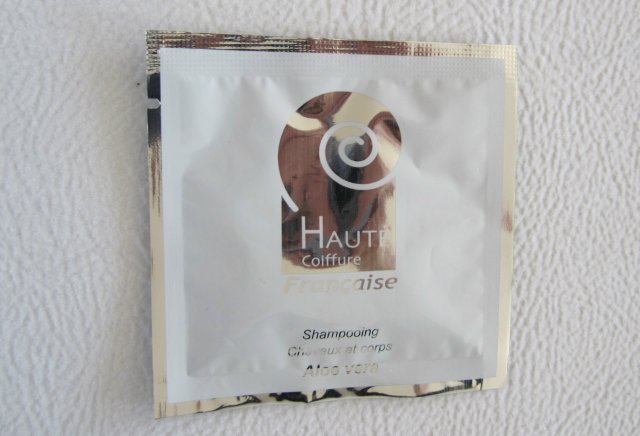 HAUTE
Coiffure
Française
Shampooing
Cheveux et corps
Aloe vera